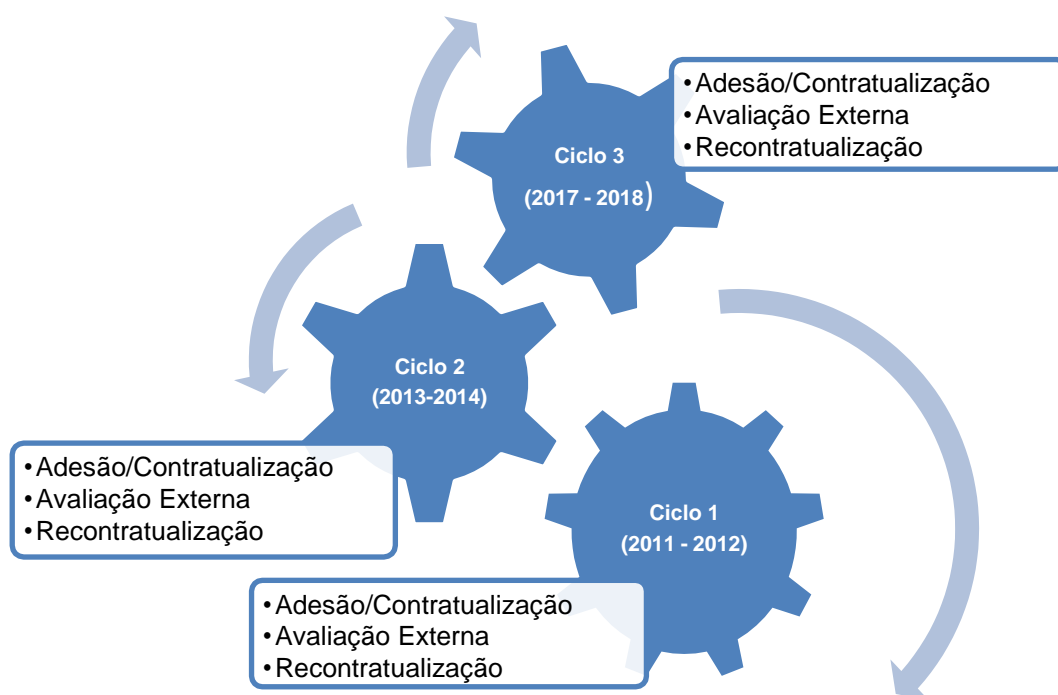 Ciclo 3
(2017 - 2018)
•Adesão/Contratualização
•Avaliação Externa
•Recontratualização
Ciclo 2
(2013-2014)
•Adesão/Contratualização
•Avaliação Externa
•Recontratualização
Ciclo 1
(2011 - 2012)
•Adesão/Contratualização
•Avaliação Externa
•Recontratualização